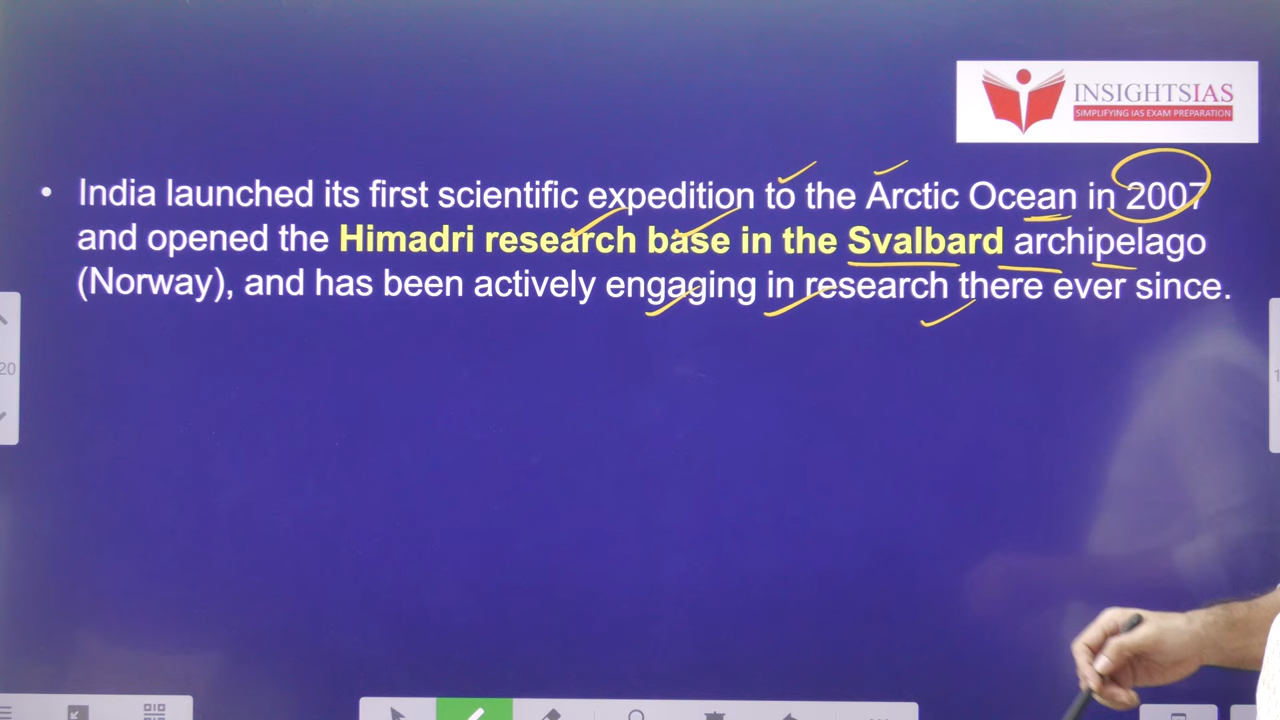 INSIGHTSIAS
SIMPLIFYING IAS EXAM PREPARATION
• India launched its first scientific expedition to the Arctic Ocean in 2007
and opened the Himadri research base in the Svalbard archipelago
(Norway), and has been actively engaging in research there ever since.
20
1